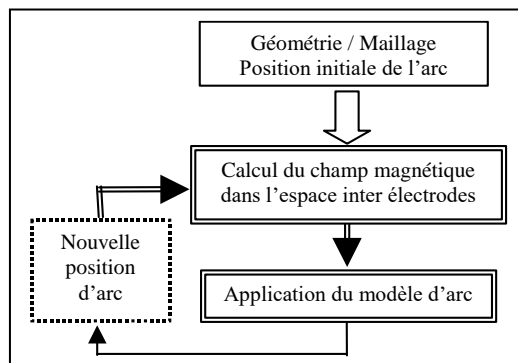 Géométrie / Maillage
Position initiale de l’arc
Calcul du champ magnétique
dans l’espace inter électrodes
Nouvelle
position
d’arc
Application du modèle d’arc